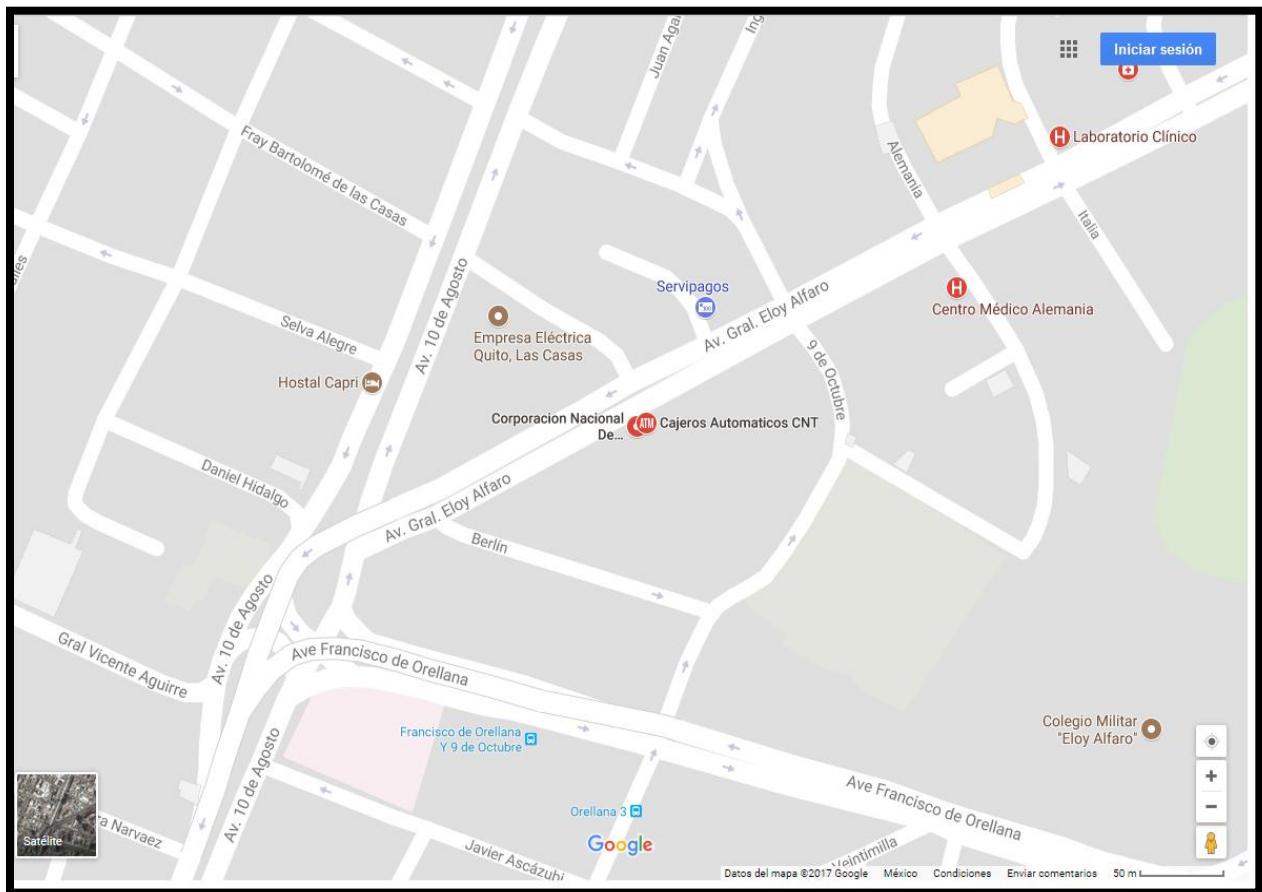 Iniciar sesión
Juan Agai
Ing
Laboratorio Clínico
Fray Bartolomé de las Casas
Alemania
Italia
Av. 10 de Agosto
Servipagos
Av. Gral. Eloy Alfaro
Centro Médico Alemania
Selva Alegre
Empresa Eléctrica
Quito, Las Casas
9 de Octubre
Hostal Capri
Corporacion Nacional
De...
ATM
Cajeros Automaticos CNT
Daniel Hidalgo
Av. Gral. Eloy Alfaro
Berlín
Av. 10 de Agosto
Gral Vicente Aguirre
Ave Francisco de Orellana
Francisco de Orellana
Y 9 de Octubre
Colegio Militar
"Eloy Alfaro"
Av. 10 de Agosto
Ave Francisco de Orellana
Orellana 3
ra Narvaez
Satélite
Google
Javier Ascázubi
Veintimilla
Datos del mapa ©2017 Google México Condiciones Enviar comentarios 50 m